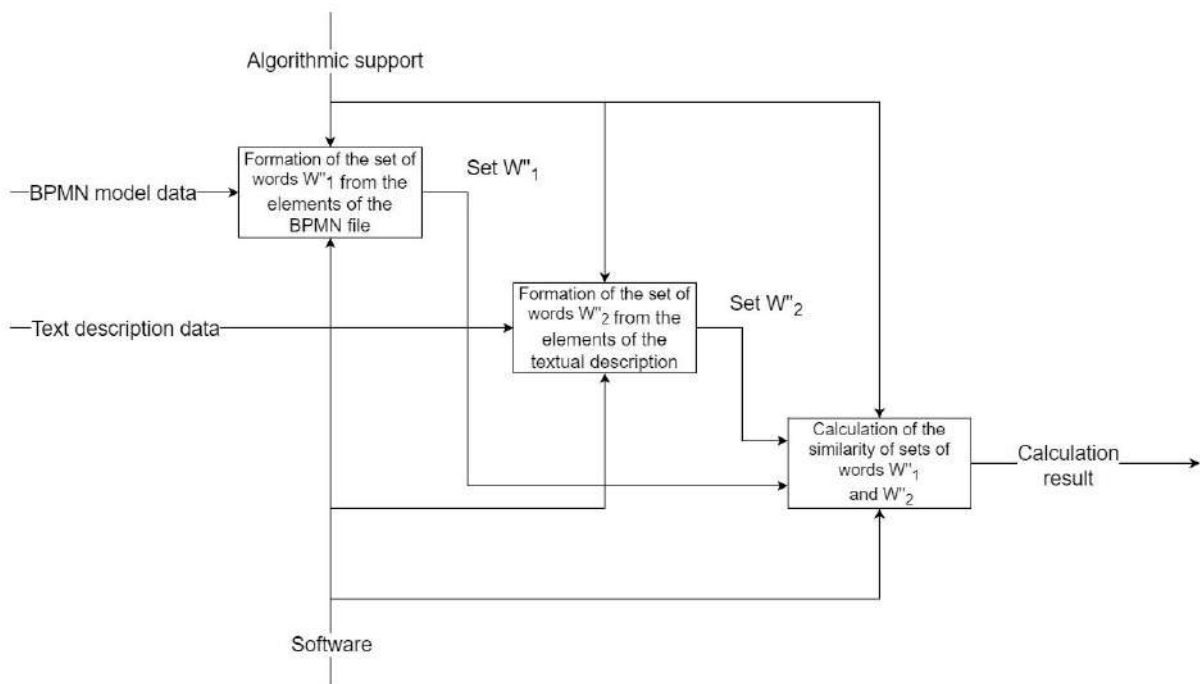 Algorithmic support
Formation of the set of
words W"1 from the
elements of the
BPMN file
Set W"1
BPMN model data
Formation of the set of
words W"2 from the
elements of the
textual description
Set W"2
Text description data
Calculation of the
similarity of sets of
words W"1
and W"2
Calculation
result
Software